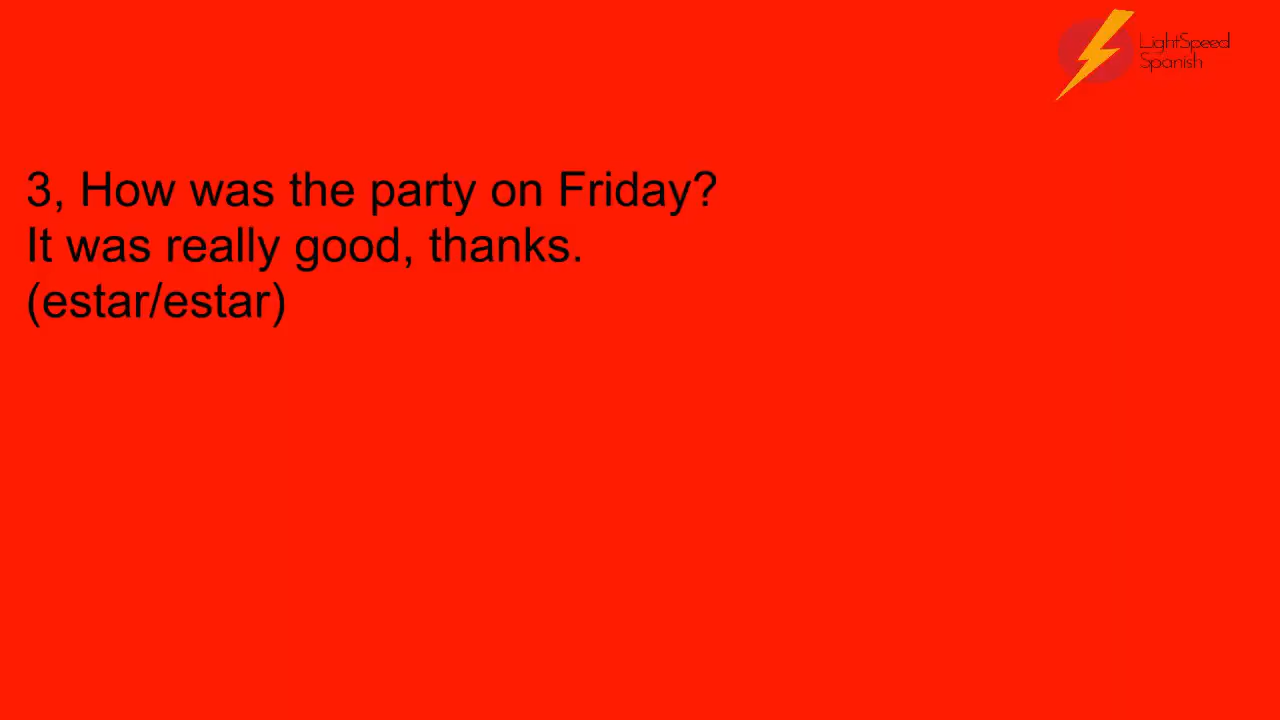 LightSpeed
Spanish
3, How was the party on Friday?
It was really good, thanks.
(estar/estar)